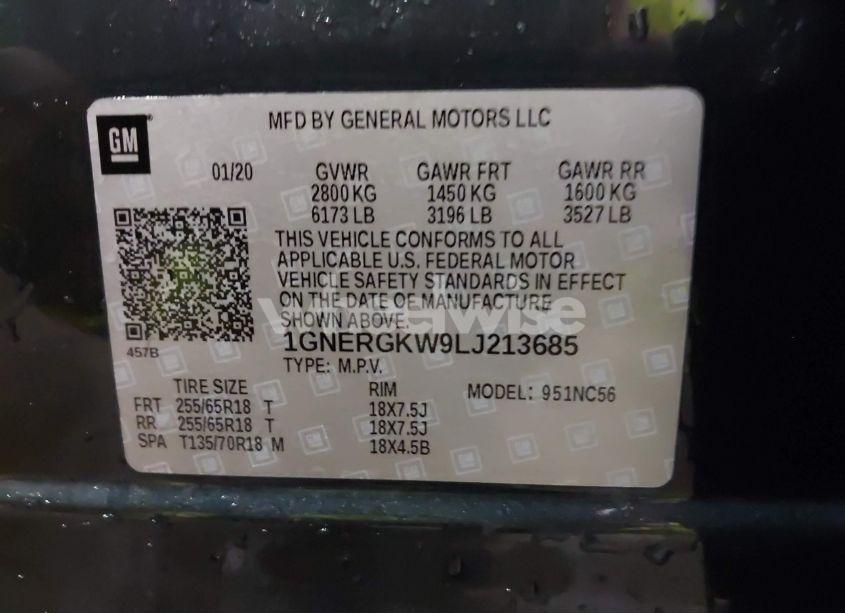 GM
MFD BY GENERAL MOTORS LLC
01/20 GVWR GAWR FRT GAWR RR
2800 KG 1450 KG 1600 KG
6173 LB 3196 LB 3527 LB
THIS VEHICLE CONFORMS TO ALL
APPLICABLE U.S. FEDERAL MOTOR
VEHICLE SAFETY STANDARDS IN EFFECT
ON THE DATE OF MANUFACTURE
SHOWN ABOVE.
457B
1GNERGKW9LJ213685
TYPE: M.P.V.
TIRE SIZE RIM MODEL: 951NC56
FRT 255/65R18 T 18X7.5J
RR 255/65R18 T 18X7.5J
SPA T135/70R18 M 18X4.5B